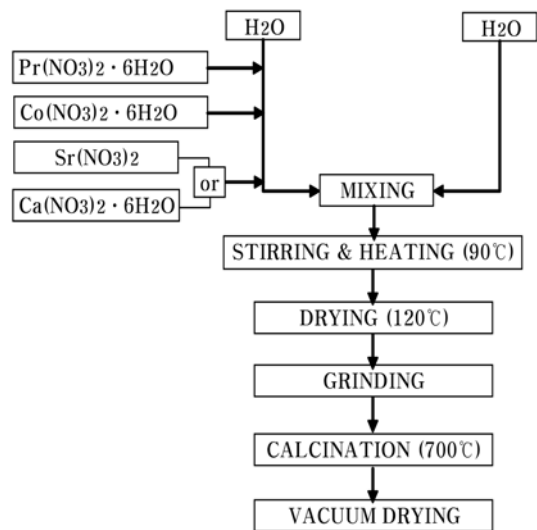 H2O
H2O
Pr(NO3)2・6H2O
Co(NO3)2・6H2O
Sr(NO3)2
or
Ca(NO3)2・6H2O
MIXING
STIRRING & HEATING (90℃)
DRYING (120℃)
GRINDING
CALCINATION (700℃)
VACUUM DRYING